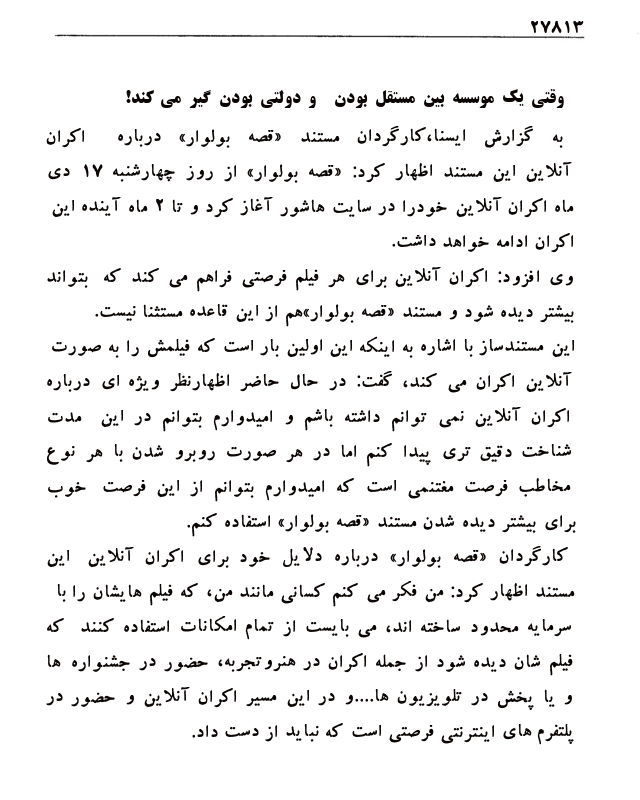 ۲۷۸۱۳
وقتی یک موسسه بین مستقل بودن و دولتی بودن گیر می کند!
به گزارش ایسنا،کارگردان مستند «قصه بولوار» درباره اکران
آنلاین این مستند اظهار کرد: «قصه بولوار» از روز چهارشنبه ۱۷ دی
ماه اکران آنلاین خودرا در سایت هاشور آغاز کرد و تا ۲ ماه آینده این
اکران ادامه خواهد داشت.
وی افزود: اکران آنلاین برای هر فیلم فرصتی فراهم می کند که بتواند
بیشتر دیده شود و مستند «قصه بولوار»هم از این قاعده مستثنا نیست.
این مستندساز با اشاره به اینکه این اولین بار است که فیلمش را به صورت
آنلاین اکران می کند، گفت: در حال حاضر اظهارنظر ویژه ای درباره
اکران آنلاین نمی توانم داشته باشم و امیدوارم بتوانم در این مدت
شناخت دقیق تری پیدا کنم اما در هر صورت روبرو شدن با هر نوع
مخاطب فرصت مغتنمی است که امیدوارم بتوانم از این فرصت خوب
برای بیشتر دیده شدن مستند «قصه بولوار» استفاده کنم.
کارگردان «قصه بولوار» درباره دلایل خود برای اکران آنلاین این
مستند اظهار کرد: من فکر می کنم کسانی مانند من، که فیلم هایشان را با
سرمایه محدود ساخته اند، می بایست از تمام امکانات استفاده کنند که
فیلم شان دیده شود از جمله اکران در هنروتجربه، حضور در جشنواره ها
و یا پخش در تلویزیون ها....و در این مسیر اکران آنلاین و حضور در
پلتفرم های اینترنتی فرصتی است که نباید از دست داد.